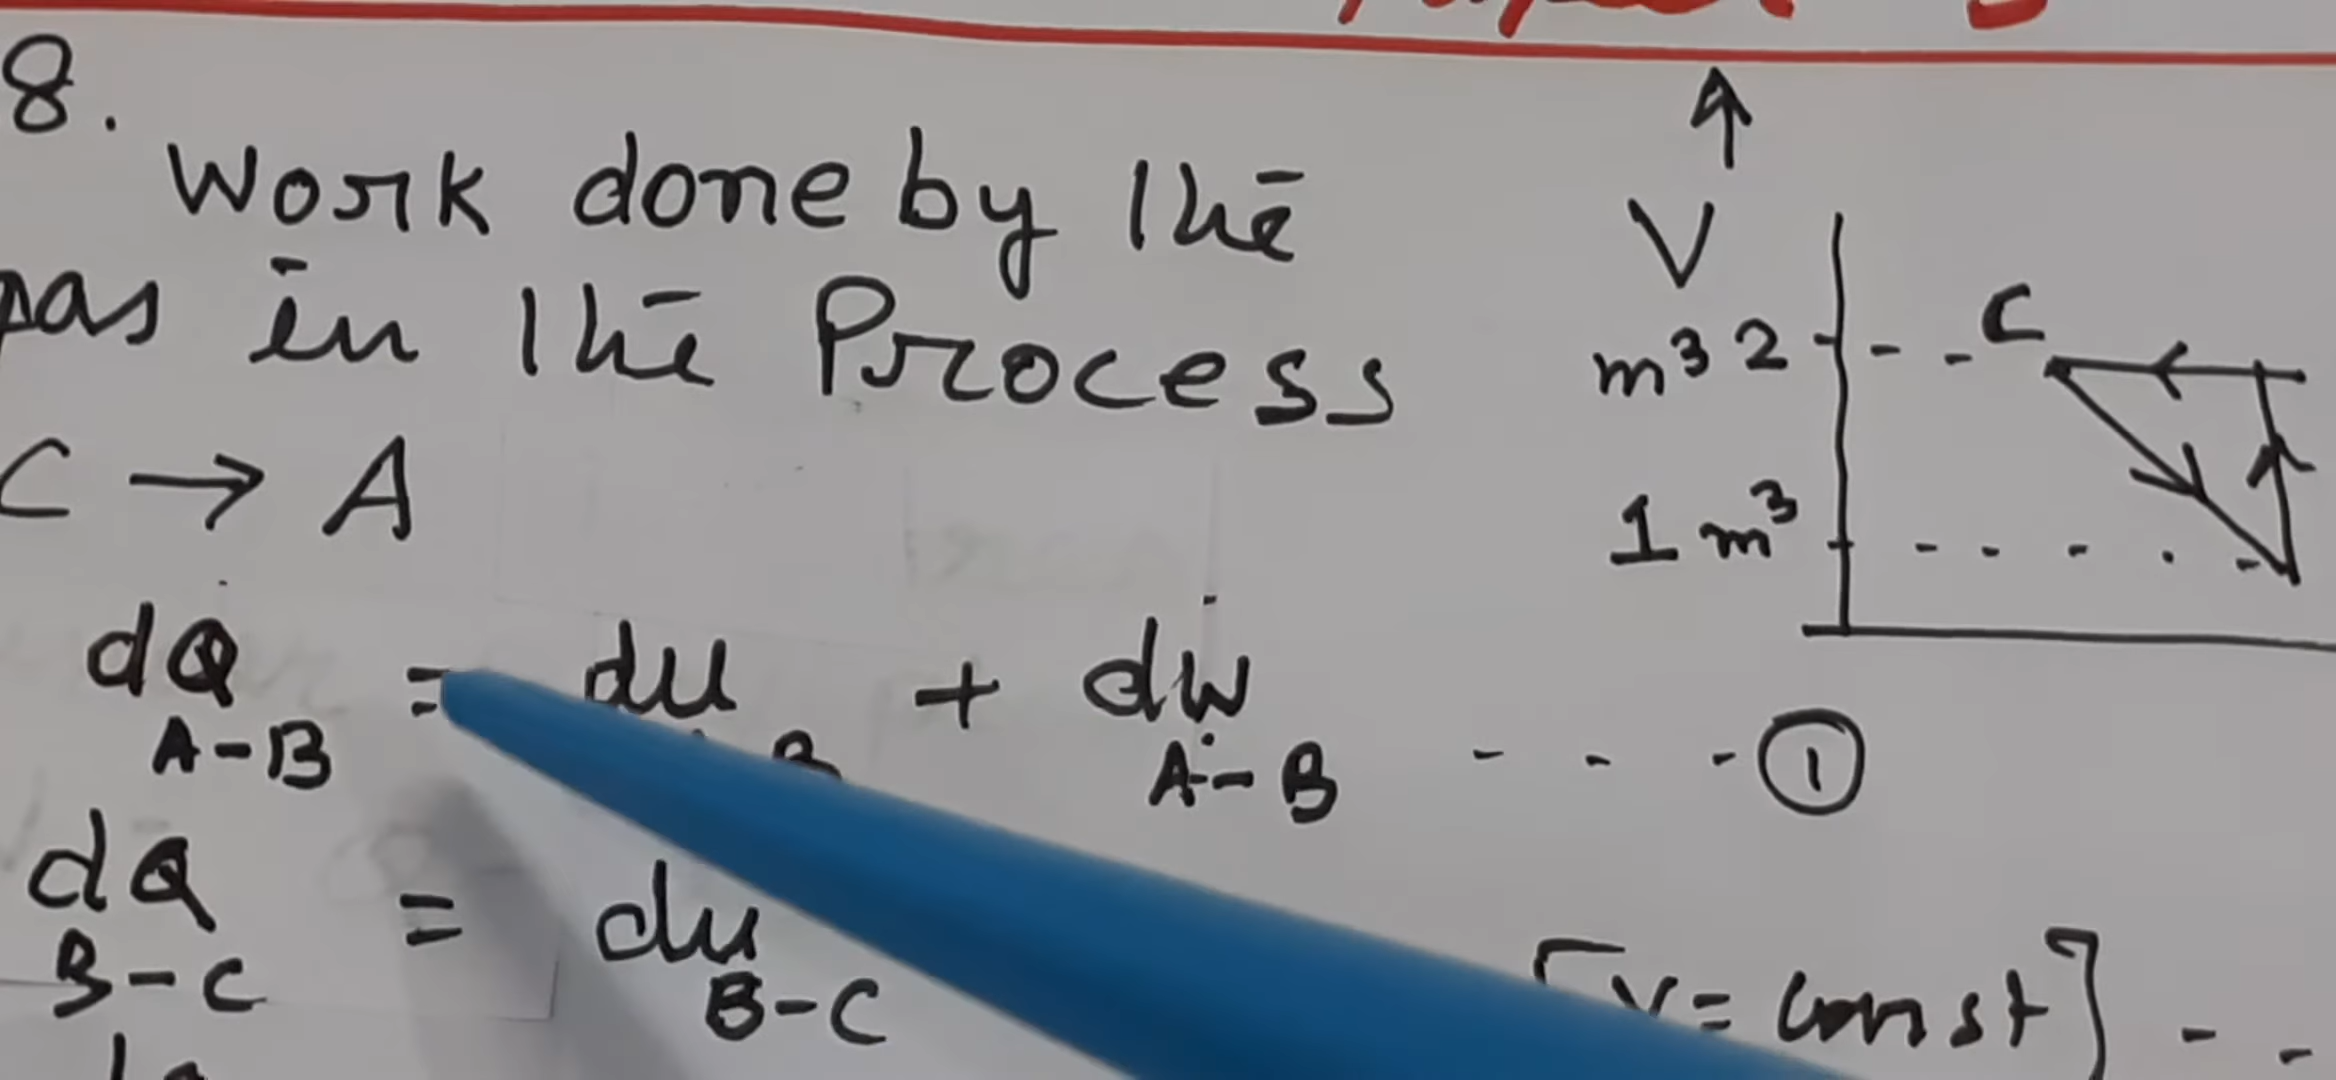 8.
Work done by the
gas in the Process
C → A
V
m³ 2
C
1 m³
dQ = du + dw
A-B A-B - - - ①
dQ = du
B-C B-C [V = const] - -